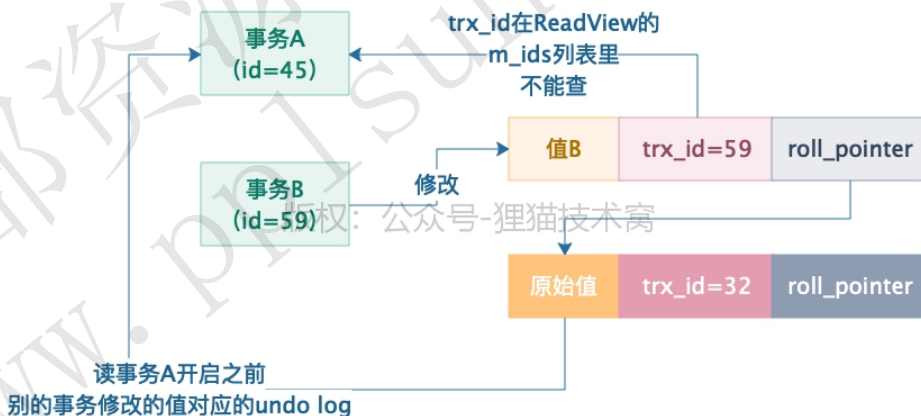 事务A
(id=45)
trx_id在ReadView的
m_ids列表里
不能查
值B
trx_id=59
roll_pointer
事务B
(id=59)
修改
版权：公众号-狸猫技术窝
原始值
trx_id=32
roll_pointer
读事务A开启之前
别的事务修改的值对应的undo log